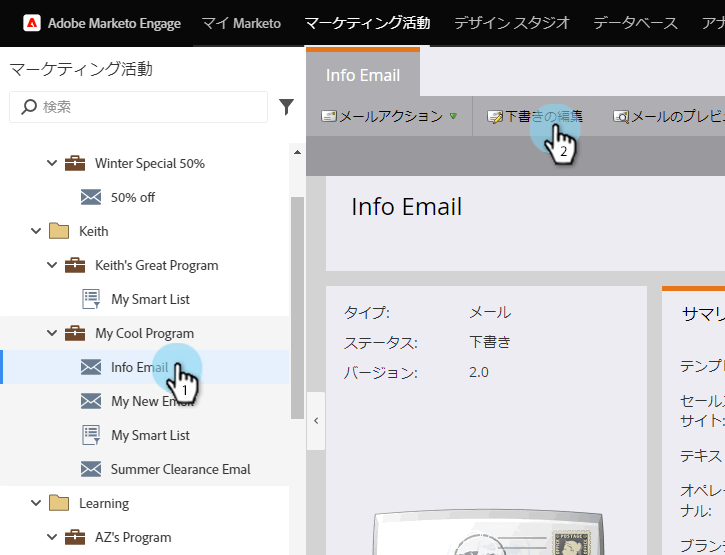 Adobe Marketo Engage マイ Marketo マーケティング活動 デザイン スタジオ データベース
マーケティング活動
検索
Winter Special 50%
50% off
Keith
Keith's Great Program
My Smart List
My Cool Program
Info Email
1
My New Email
My Smart List
Summer Clearance Emal
Learning
AZ's Program
Info Email
メールアクション 下書きの編集 メールのプレビュ
2
Info Email
タイプ: メール
ステータス: 下書き
バージョン: 2.0
サマリ
テンプレ
セールス
サイト:
テキス
オペレー
ナル:
ブラン